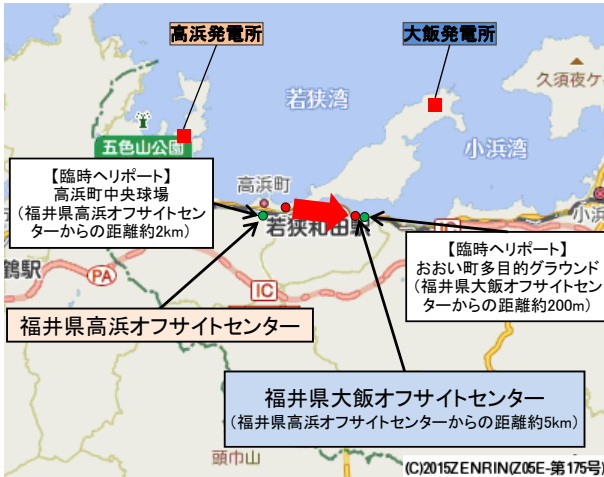 高浜発電所
大飯発電所
若狭湾
久須夜ケ
小浜湾
五色山公園
【臨時ヘリポート】
高浜町中央球場
（福井県高浜オフサイトセン
ターからの距離約2km）
高浜町
若狭和田駅
小浜
【臨時ヘリポート】
おおい町多目的グラウンド
（福井県大飯オフサイトセン
ターからの距離約200m）
鶴駅
PA
IC
福井県高浜オフサイトセンター
福井県大飯オフサイトセンター
（福井県高浜オフサイトセンターからの距離約5km）
頭巾山
(C)2015ZENRIN(Z05E-第175号)